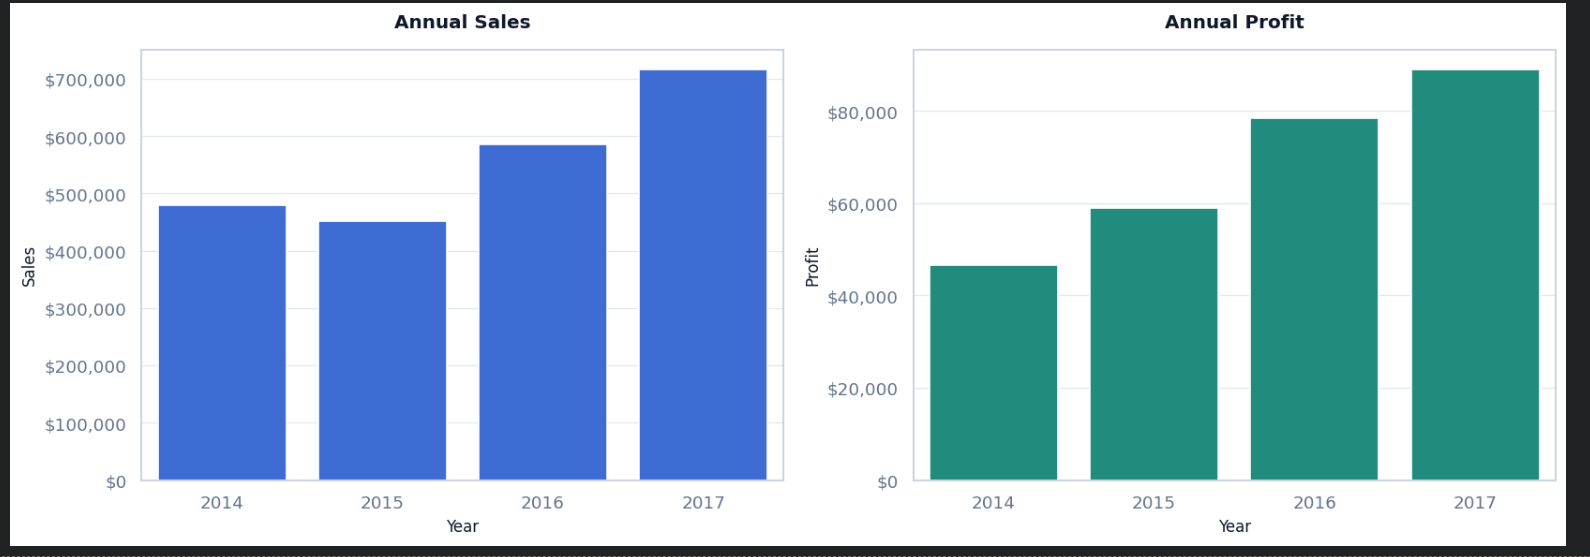 Annual Sales
$700,000
$600,000
$500,000
$400,000
$300,000
$200,000
$100,000
$0
Sales
2014 2015 2016 2017
Year
Annual Profit
$80,000
$60,000
$40,000
$20,000
$0
Profit
2014 2015 2016 2017
Year